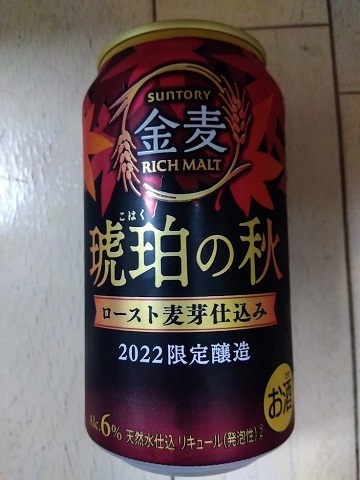 SUNTORY
金麦
RICH MALT
こはく
琥珀の秋
ロースト麦芽仕込み
2022限定醸造
お酒
Alc.6% 天然水仕込 リキュール(発泡性)